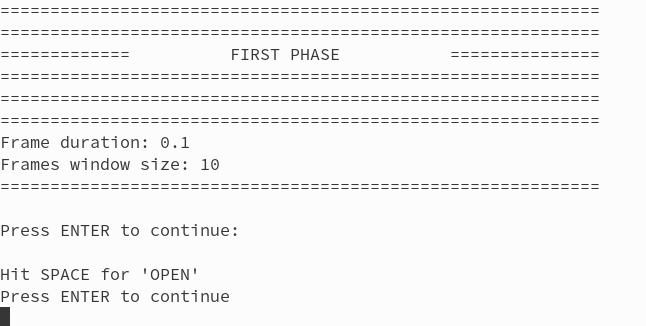 ============================================================
============================================================
=============          FIRST PHASE           ===============
============================================================
============================================================
============================================================
Frame duration: 0.1
Frames window size: 10
============================================================
Press ENTER to continue:
Hit SPACE for 'OPEN'
Press ENTER to continue